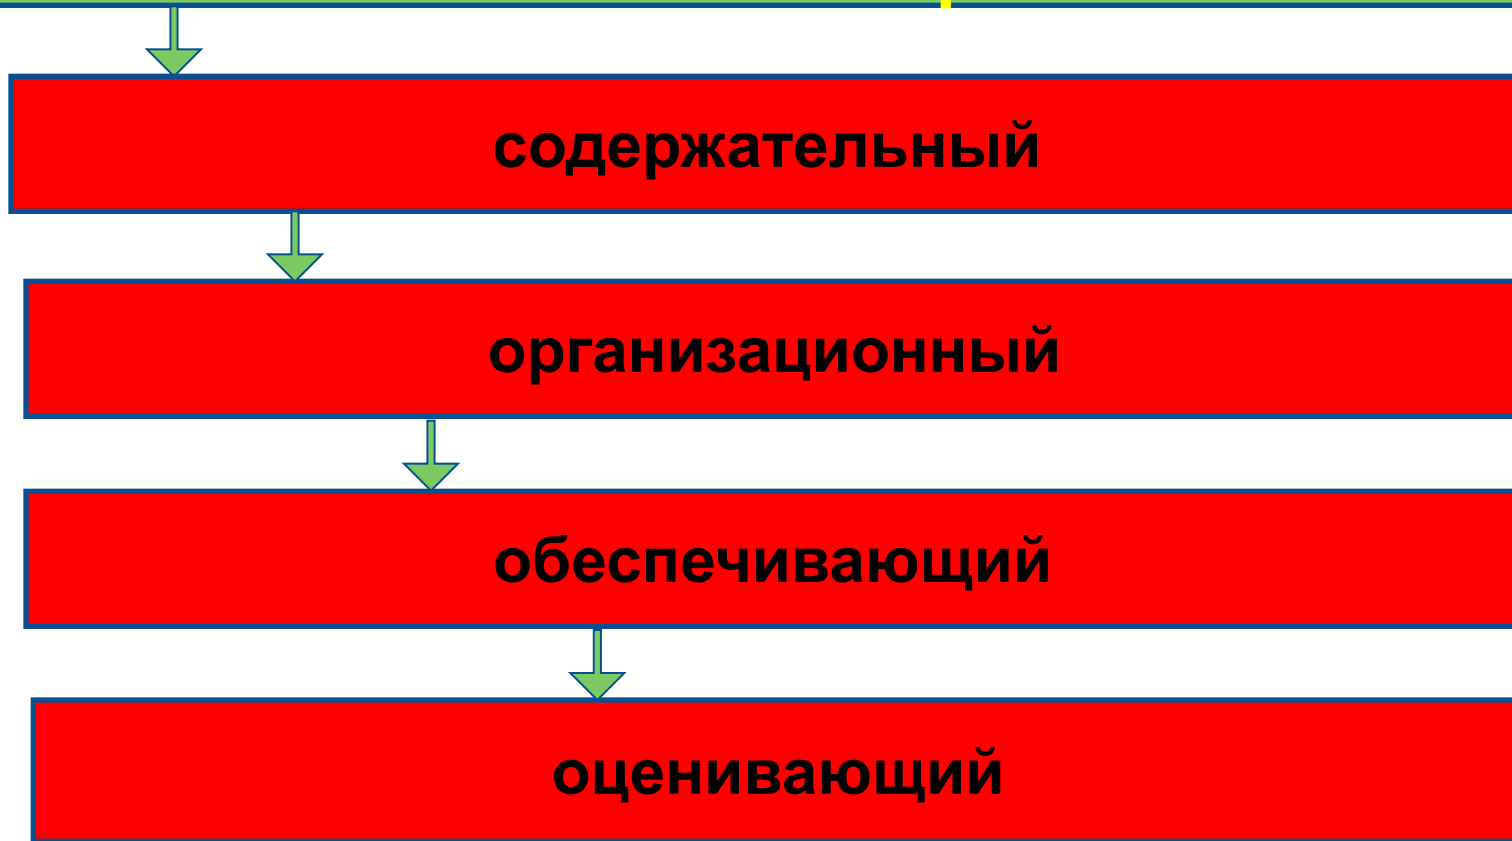 содержательный
организационный
обеспечивающий
оценивающий